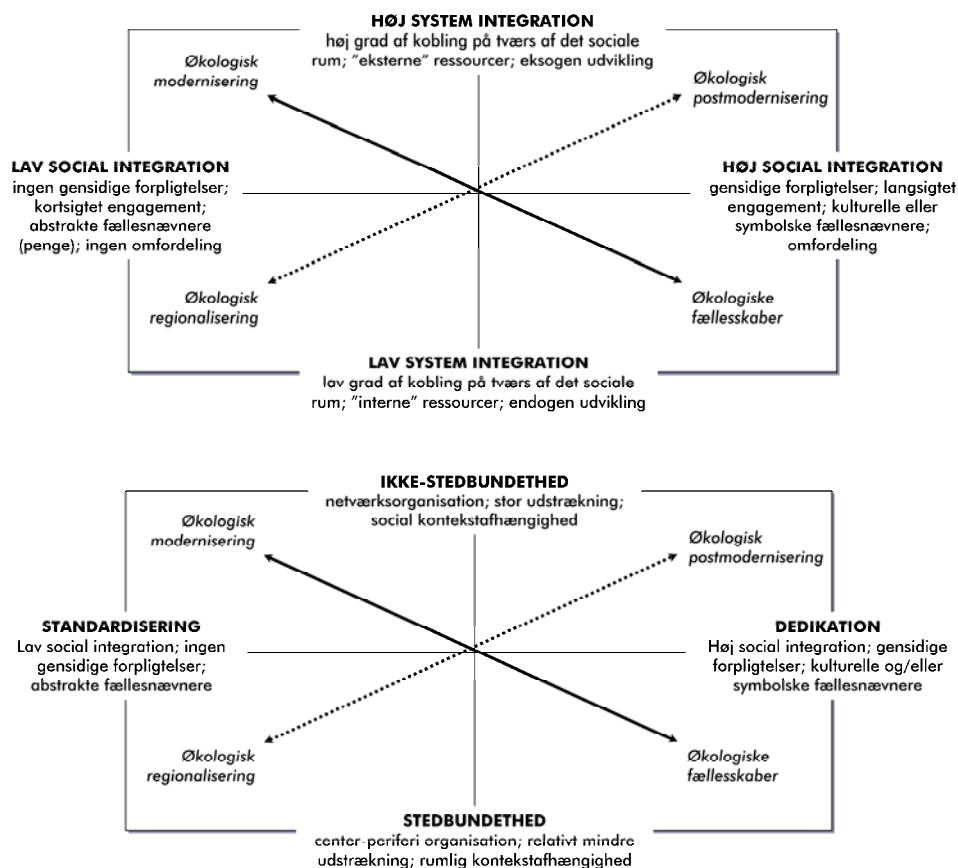 HØJ SYSTEM INTEGRATION
høj grad af kobling på tværs af det sociale
rum; "eksterne" ressourcer; eksogen udvikling
Økologisk
modernisering
Økologisk
postmodernisering
LAV SOCIAL INTEGRATION
ingen gensidige forpligtelser;
kortsigtet engagement;
abstrakte fællesnævnere
(penge); ingen omfordeling
HØJ SOCIAL INTEGRATION
gensidige forpligtelser; langsigtet
engagement; kulturelle eller
symbolske fællesnævnere;
omfordeling
Økologisk
regionalisering
Økologiske
fællesskaber
LAV SYSTEM INTEGRATION
lav grad af kobling på tværs af det sociale
rum; "interne" ressourcer; endogen udvikling
IKKE-STEDBUNDETHED
netværksorganisation; stor udstrækning;
social kontekstafhængighed
Økologisk
modernisering
Økologisk
postmodernisering
STANDARDISERING
Lav social integration; ingen
gensidige forpligtelser;
abstrakte fællesnævnere
DEDIKATION
Høj social integration; gensidige
forpligtelser; kulturelle og/eller
symbolske fællesnævnere
Økologisk
regionalisering
Økologiske
fællesskaber
STEDBUNDETHED
center-periferi organisation; relativt mindre
udstrækning; rumlig kontekstafhængighed